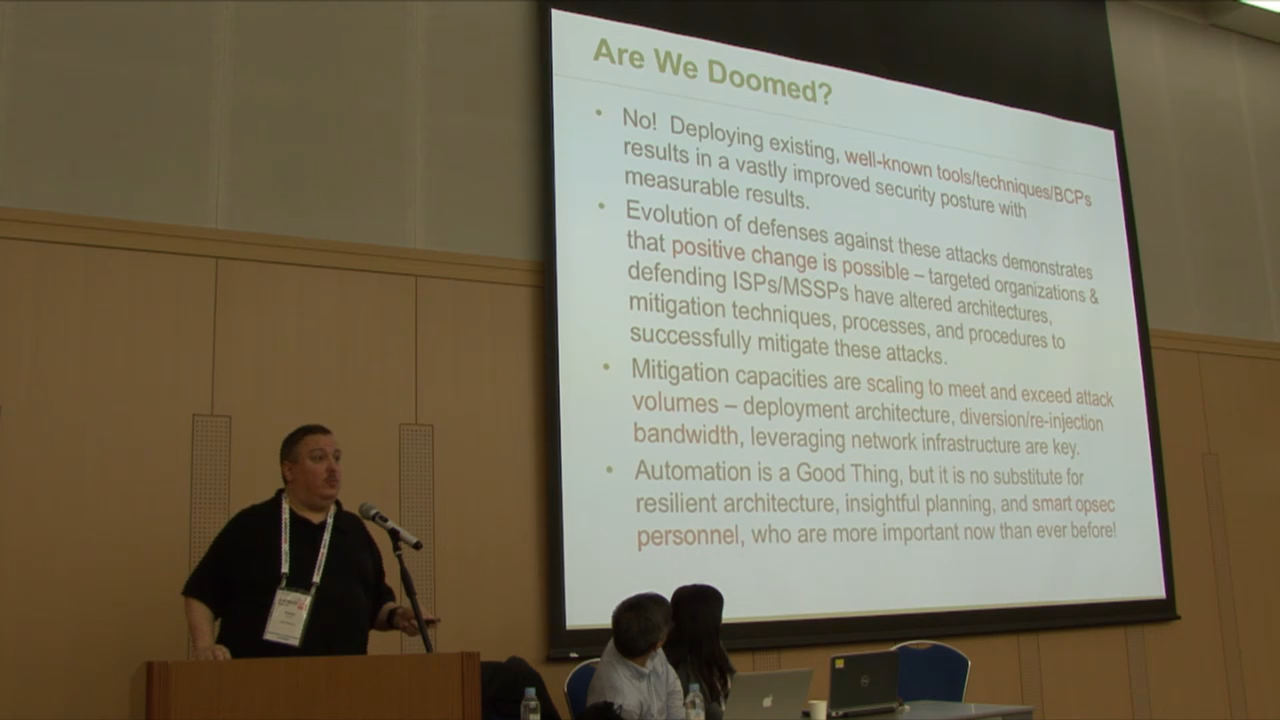 Are We Doomed?
• No! Deploying existing, well-known tools/techniques/BCPs
results in a vastly improved security posture with
measurable results.
• Evolution of defenses against these attacks demonstrates
that positive change is possible – targeted organizations &
defending ISPs/MSSPs have altered architectures,
mitigation techniques, processes, and procedures to
successfully mitigate these attacks.
• Mitigation capacities are scaling to meet and exceed attack
volumes – deployment architecture, diversion/re-injection
bandwidth, leveraging network infrastructure are key.
• Automation is a Good Thing, but it is no substitute for
resilient architecture, insightful planning, and smart opsec
personnel, who are more important now than ever before!